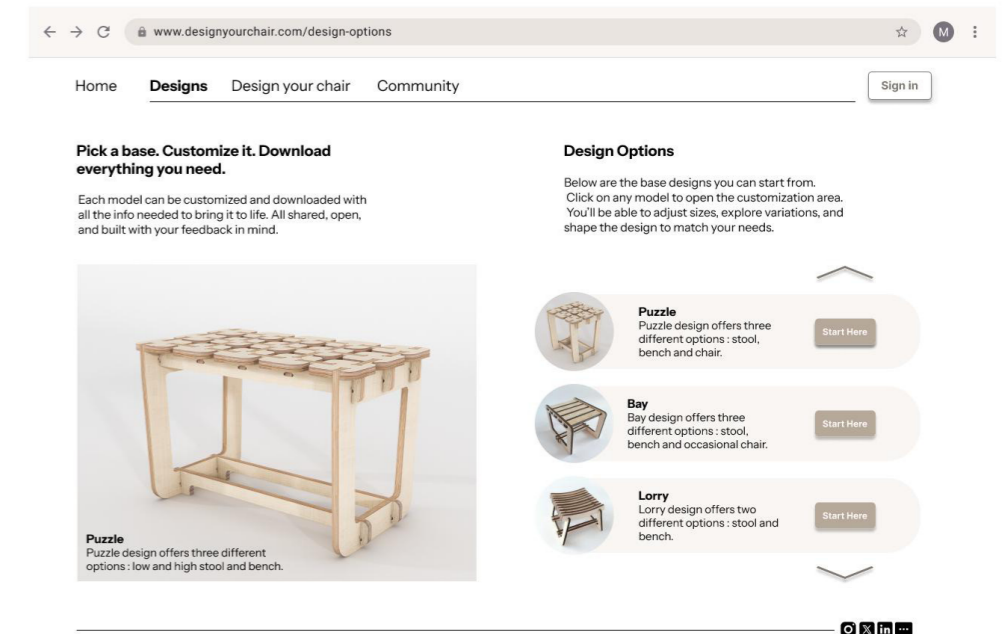 www.designyourchair.com/design-options
M
Home Designs Design your chair Community
Sign in
Pick a base. Customize it. Download
everything you need.
Each model can be customized and downloaded with
all the info needed to bring it to life. All shared, open,
and built with your feedback in mind.
Puzzle
Puzzle design offers three different
options : low and high stool and bench.
Design Options
Below are the base designs you can start from.
Click on any model to open the customization area.
You'll be able to adjust sizes, explore variations, and
shape the design to match your needs.
Puzzle
Puzzle design offers three
different options : stool,
bench and chair.
Start Here
Bay
Bay design offers three
different options : stool,
bench and occasional chair.
Start Here
Lorry
Lorry design offers two
different options : stool and
bench.
Start Here
X in